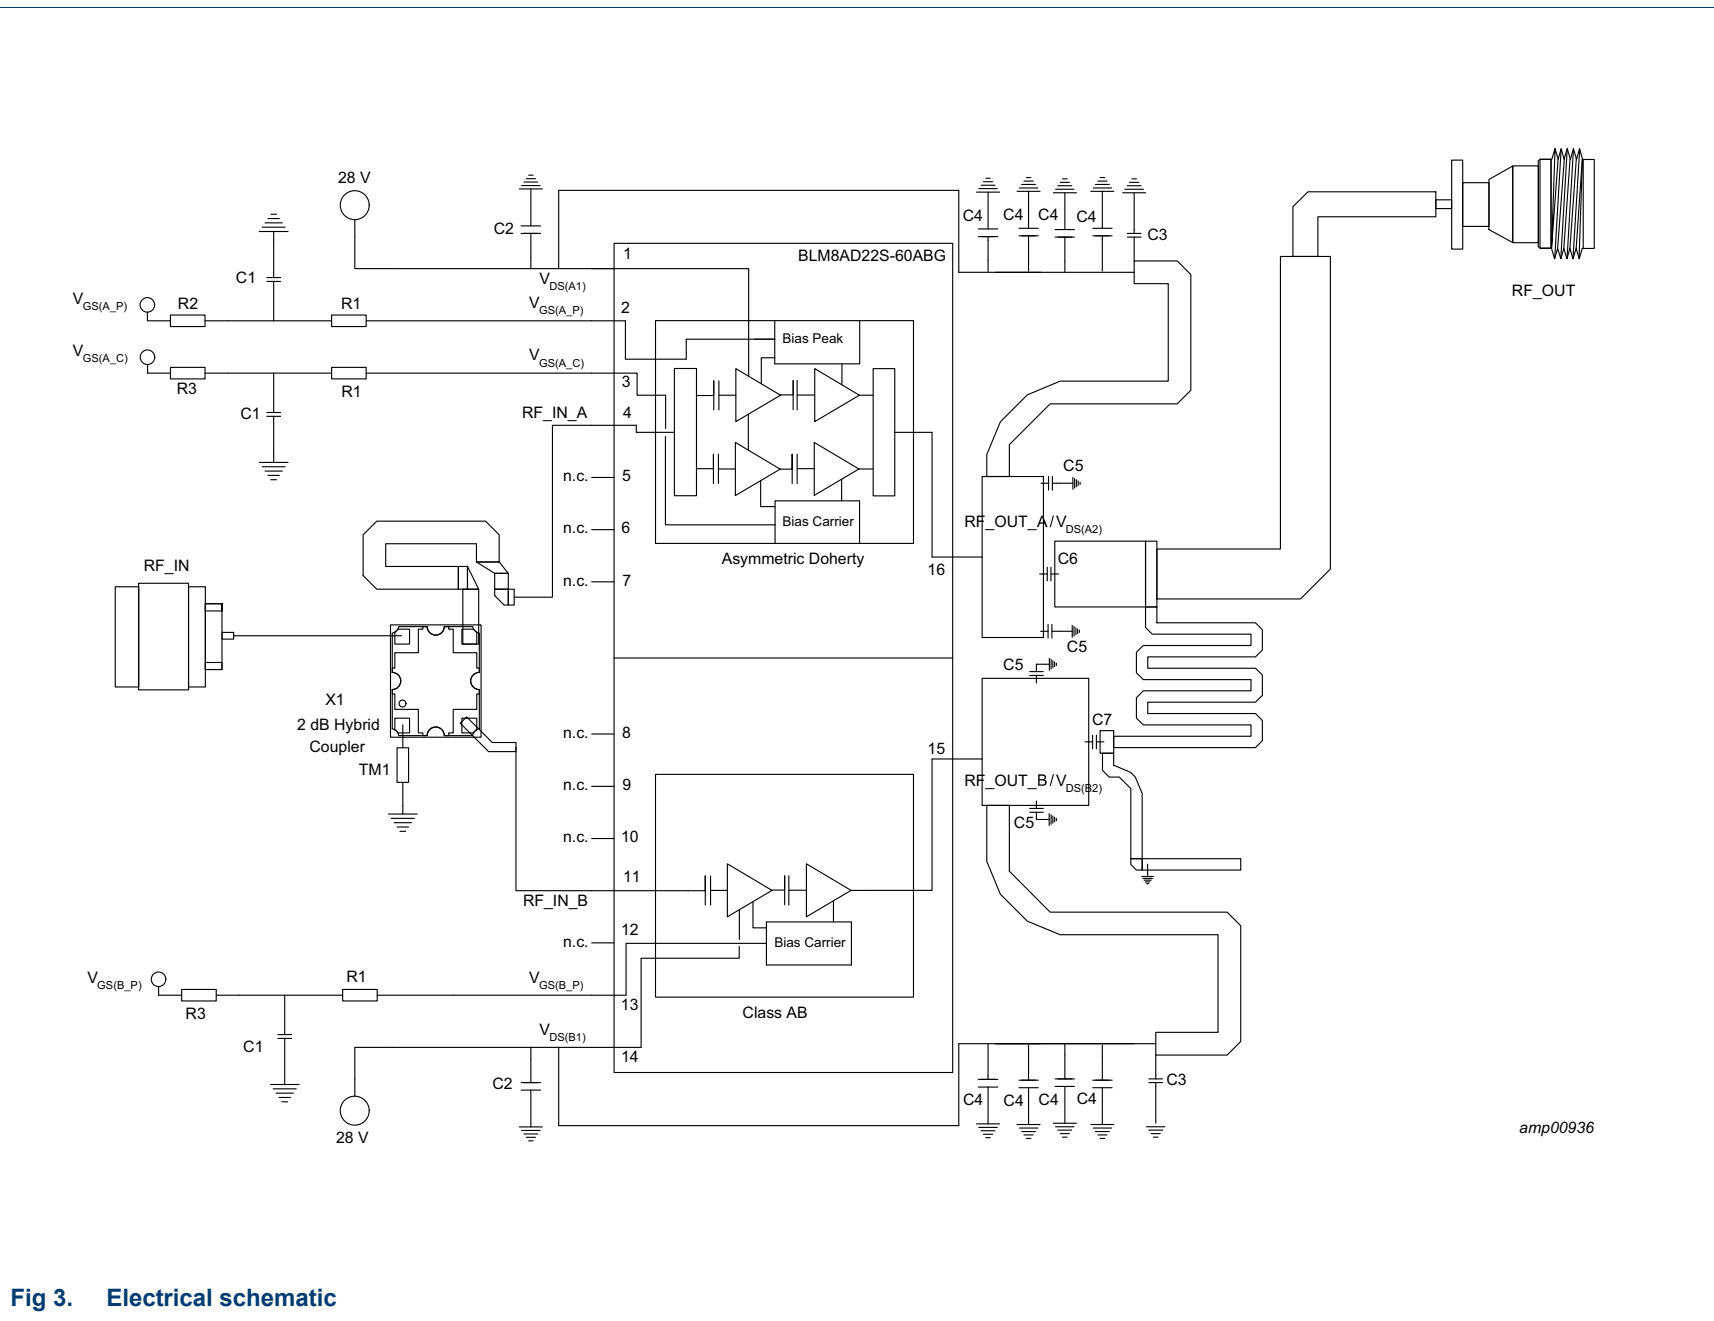 28 V
C2
C4
C4
C4
C4
C3
C1
1
BLM8AD22S-60ABG
RF_OUT
VDS(A1)
VGS(A_P)
R2
R1
VGS(A_P)
2
Bias Peak
VGS(A_C)
R3
R1
VGS(A_C)
3
C1
RF_IN_A
4
n.c.
5
C5
n.c.
6
Bias Carrier
RF_OUT_A/VDS(A2)
Asymmetric Doherty
C6
16
n.c.
7
RF_IN
C5
C5
X1
2 dB Hybrid
Coupler
TM1
n.c.
8
C7
15
n.c.
9
RF_OUT_B/VDS(B2)
C5
n.c.
10
11
RF_IN_B
12
n.c.
Bias Carrier
VGS(B_P)
R3
R1
VGS(B_P)
13
Class AB
C1
VDS(B1)
14
C2
C4
C4
C4
C4
C3
28 V
amp00936
Fig 3. Electrical schematic